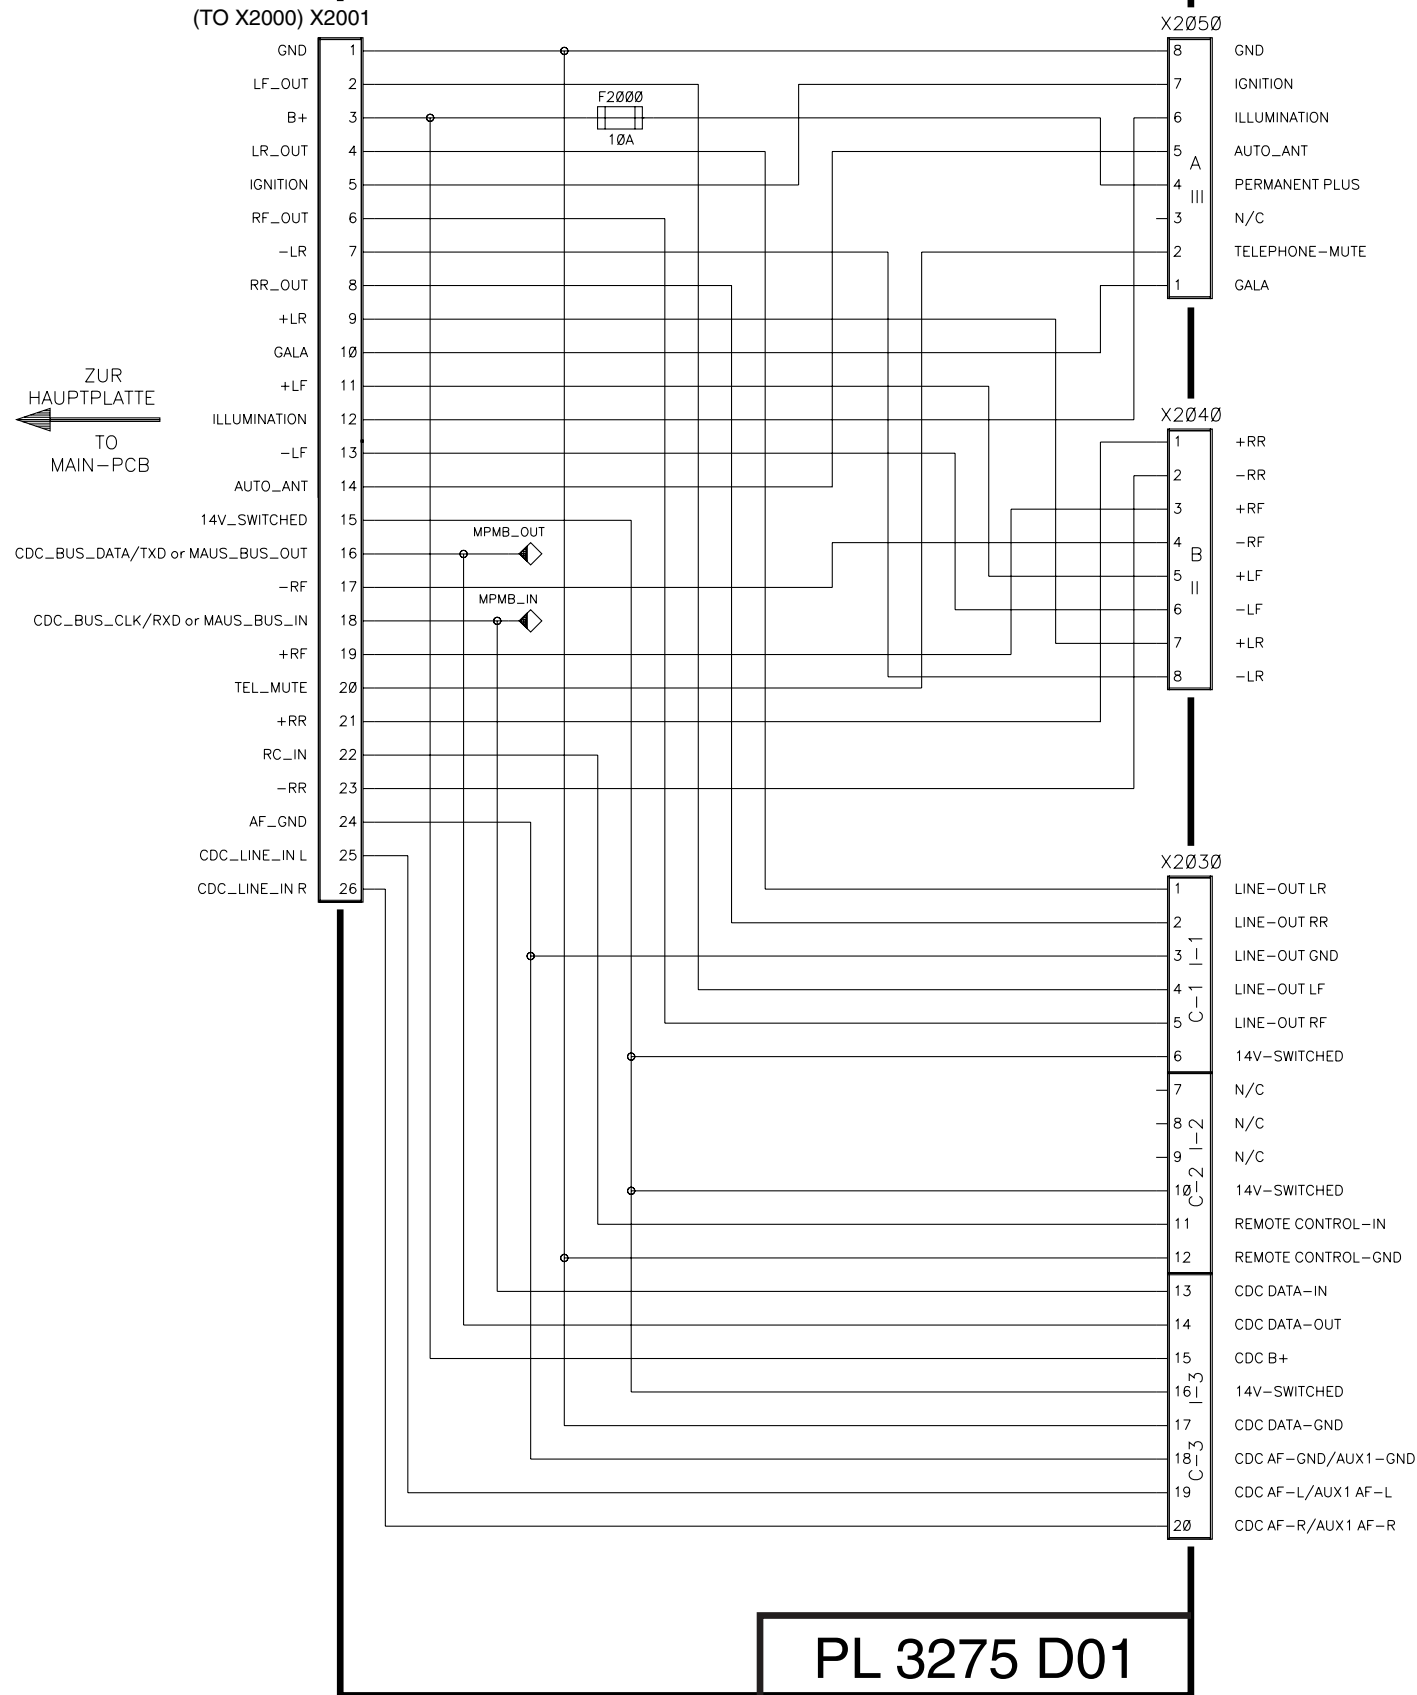 (TO X2000) X2001
GND 1
LF_OUT 2
B+ 3
LR_OUT 4
IGNITION 5
RF_OUT 6
-LR 7
RR_OUT 8
+LR 9
GALA 10
+LF 11
ILLUMINATION 12
-LF 13
AUTO_ANT 14
14V_SWITCHED 15
CDC_BUS_DATA/TXD or MAUS_BUS_OUT 16
-RF 17
CDC_BUS_CLK/RXD or MAUS_BUS_IN 18
+RF 19
TEL_MUTE 20
+RR 21
RC_IN 22
-RR 23
AF_GND 24
CDC_LINE_IN L 25
CDC_LINE_IN R 26
ZUR
HAUPTPLATTE
TO
MAIN-PCB
F2000
10A
MPMB_OUT
MPMB_IN
X2050
8 GND
7 IGNITION
6 ILLUMINATION
5 AUTO_ANT
4 PERMANENT PLUS
3 N/C
2 TELEPHONE-MUTE
1 GALA
A
III
X2040
1 +RR
2 -RR
3 +RF
4 -RF
5 +LF
6 -LF
7 +LR
8 -LR
B
II
X2030
1 LINE-OUT LR
2 LINE-OUT RR
3 LINE-OUT GND
4 LINE-OUT LF
5 LINE-OUT RF
6 14V-SWITCHED
C-1 I-1
7 N/C
8 N/C
9 N/C
10 14V-SWITCHED
11 REMOTE CONTROL-IN
12 REMOTE CONTROL-GND
C-2 I-2
13 CDC DATA-IN
14 CDC DATA-OUT
15 CDC B+
16 14V-SWITCHED
17 CDC DATA-GND
18 CDC AF-GND/AUX1-GND
19 CDC AF-L/AUX1 AF-L
20 CDC AF-R/AUX1 AF-R
C-3 I-3
PL 3275 D01